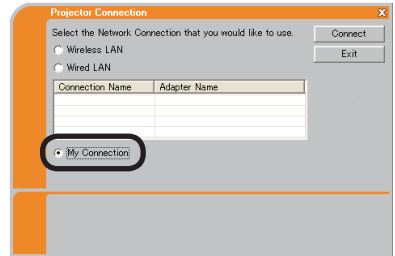 Projector Connection X
Select the Network Connection that you would like to use.
Connect
Wireless LAN
Exit
Wired LAN
Connection Name Adapter Name
My Connection